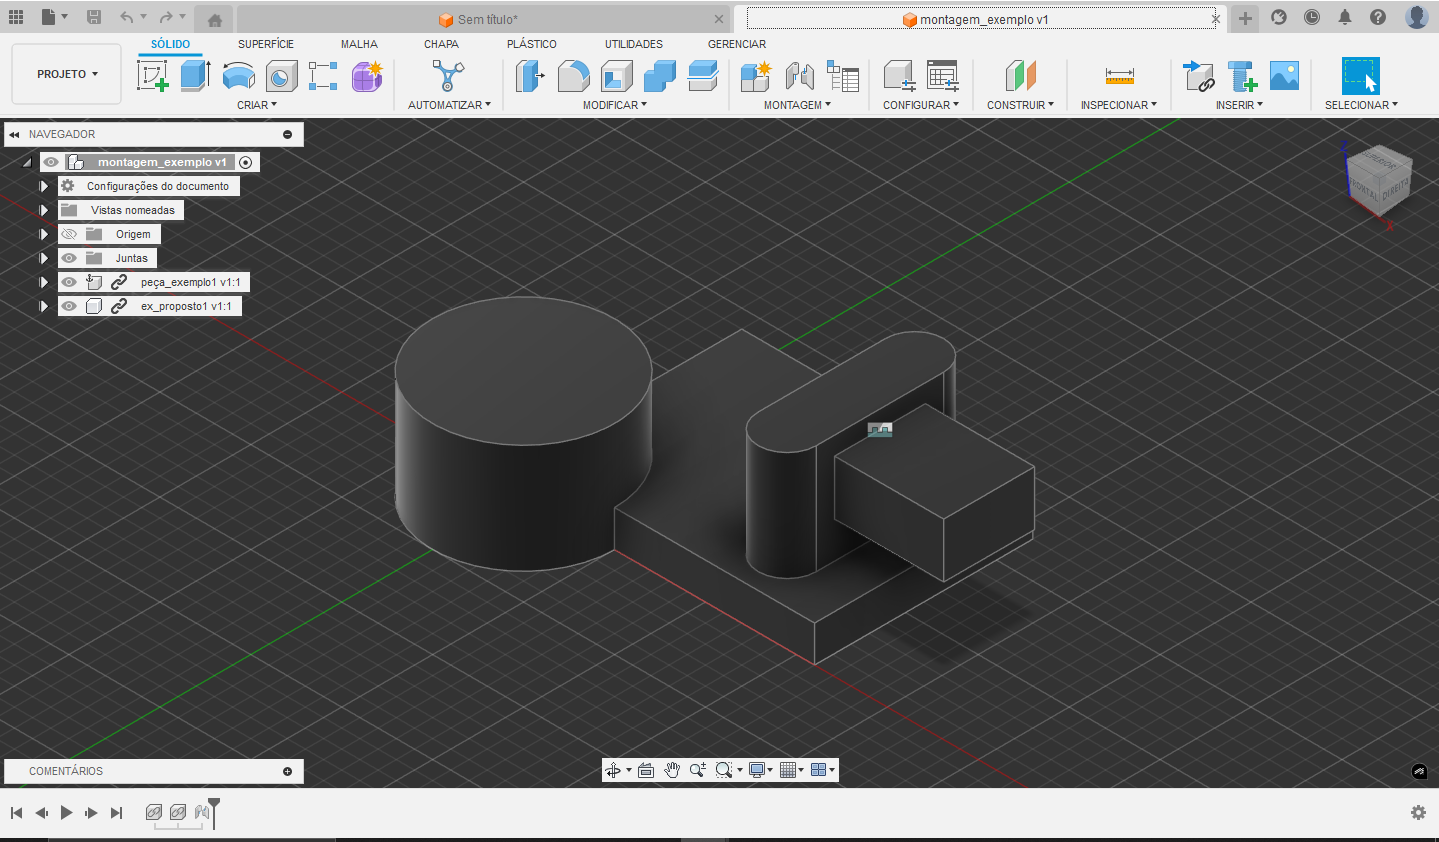 Sem título*
montagem_exemplo v1
PROJETO
SÓLIDO
SUPERFÍCIE
MALHA
CHAPA
PLÁSTICO
UTILIDADES
GERENCIAR
CRIAR
AUTOMATIZAR
MODIFICAR
MONTAGEM
CONFIGURAR
CONSTRUIR
INSPECIONAR
INSERIR
SELECIONAR
NAVEGADOR
montagem_exemplo v1
Configurações do documento
Vistas nomeadas
Origem
Juntas
peça_exemplo1 v1:1
ex_proposto1 v1:1
Z
SUPERIOR
FRONTAL
DIREITA
X
COMENTÁRIOS